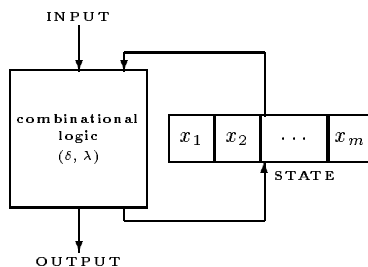 INPUT
combinational
logic
(δ, λ)
x₁ x₂ ... xₘ
STATE
OUTPUT